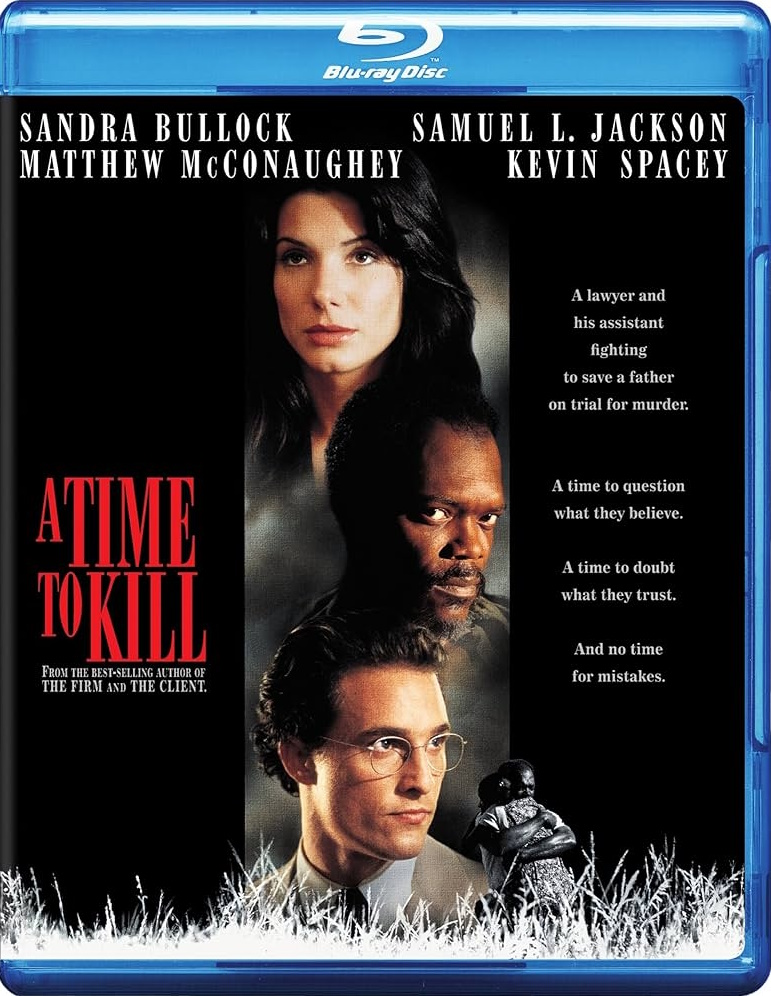 Blu-ray Disc™
SANDRA BULLOCK
SAMUEL L. JACKSON
MATTHEW McCONAUGHEY
KEVIN SPACEY
A lawyer and
his assistant
fighting
to save a father
on trial for murder.
A time to question
what they believe.
A time to doubt
what they trust.
And no time
for mistakes.
A TIME
TO KILL
FROM THE BEST-SELLING AUTHOR OF
THE FIRM AND THE CLIENT.